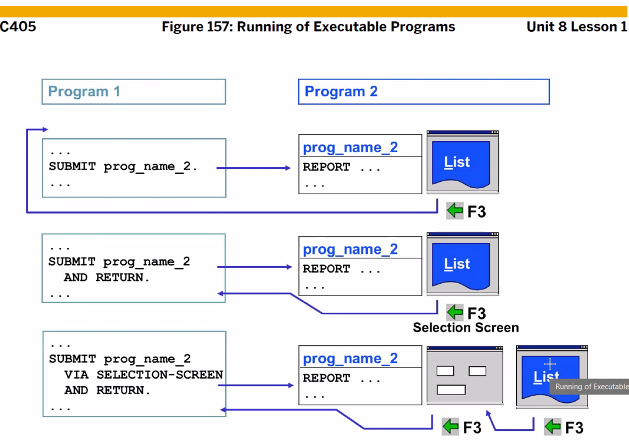 C405 Figure 157: Running of Executable Programs Unit 8 Lesson 1
Program 1
Program 2
...
SUBMIT prog_name_2.
...
prog_name_2
REPORT ...
...
List
F3
...
SUBMIT prog_name_2
AND RETURN.
...
prog_name_2
REPORT ...
...
List
F3
Selection Screen
...
SUBMIT prog_name_2
VIA SELECTION-SCREEN
AND RETURN.
...
prog_name_2
REPORT ...
...
List
Running of Executable
F3
F3